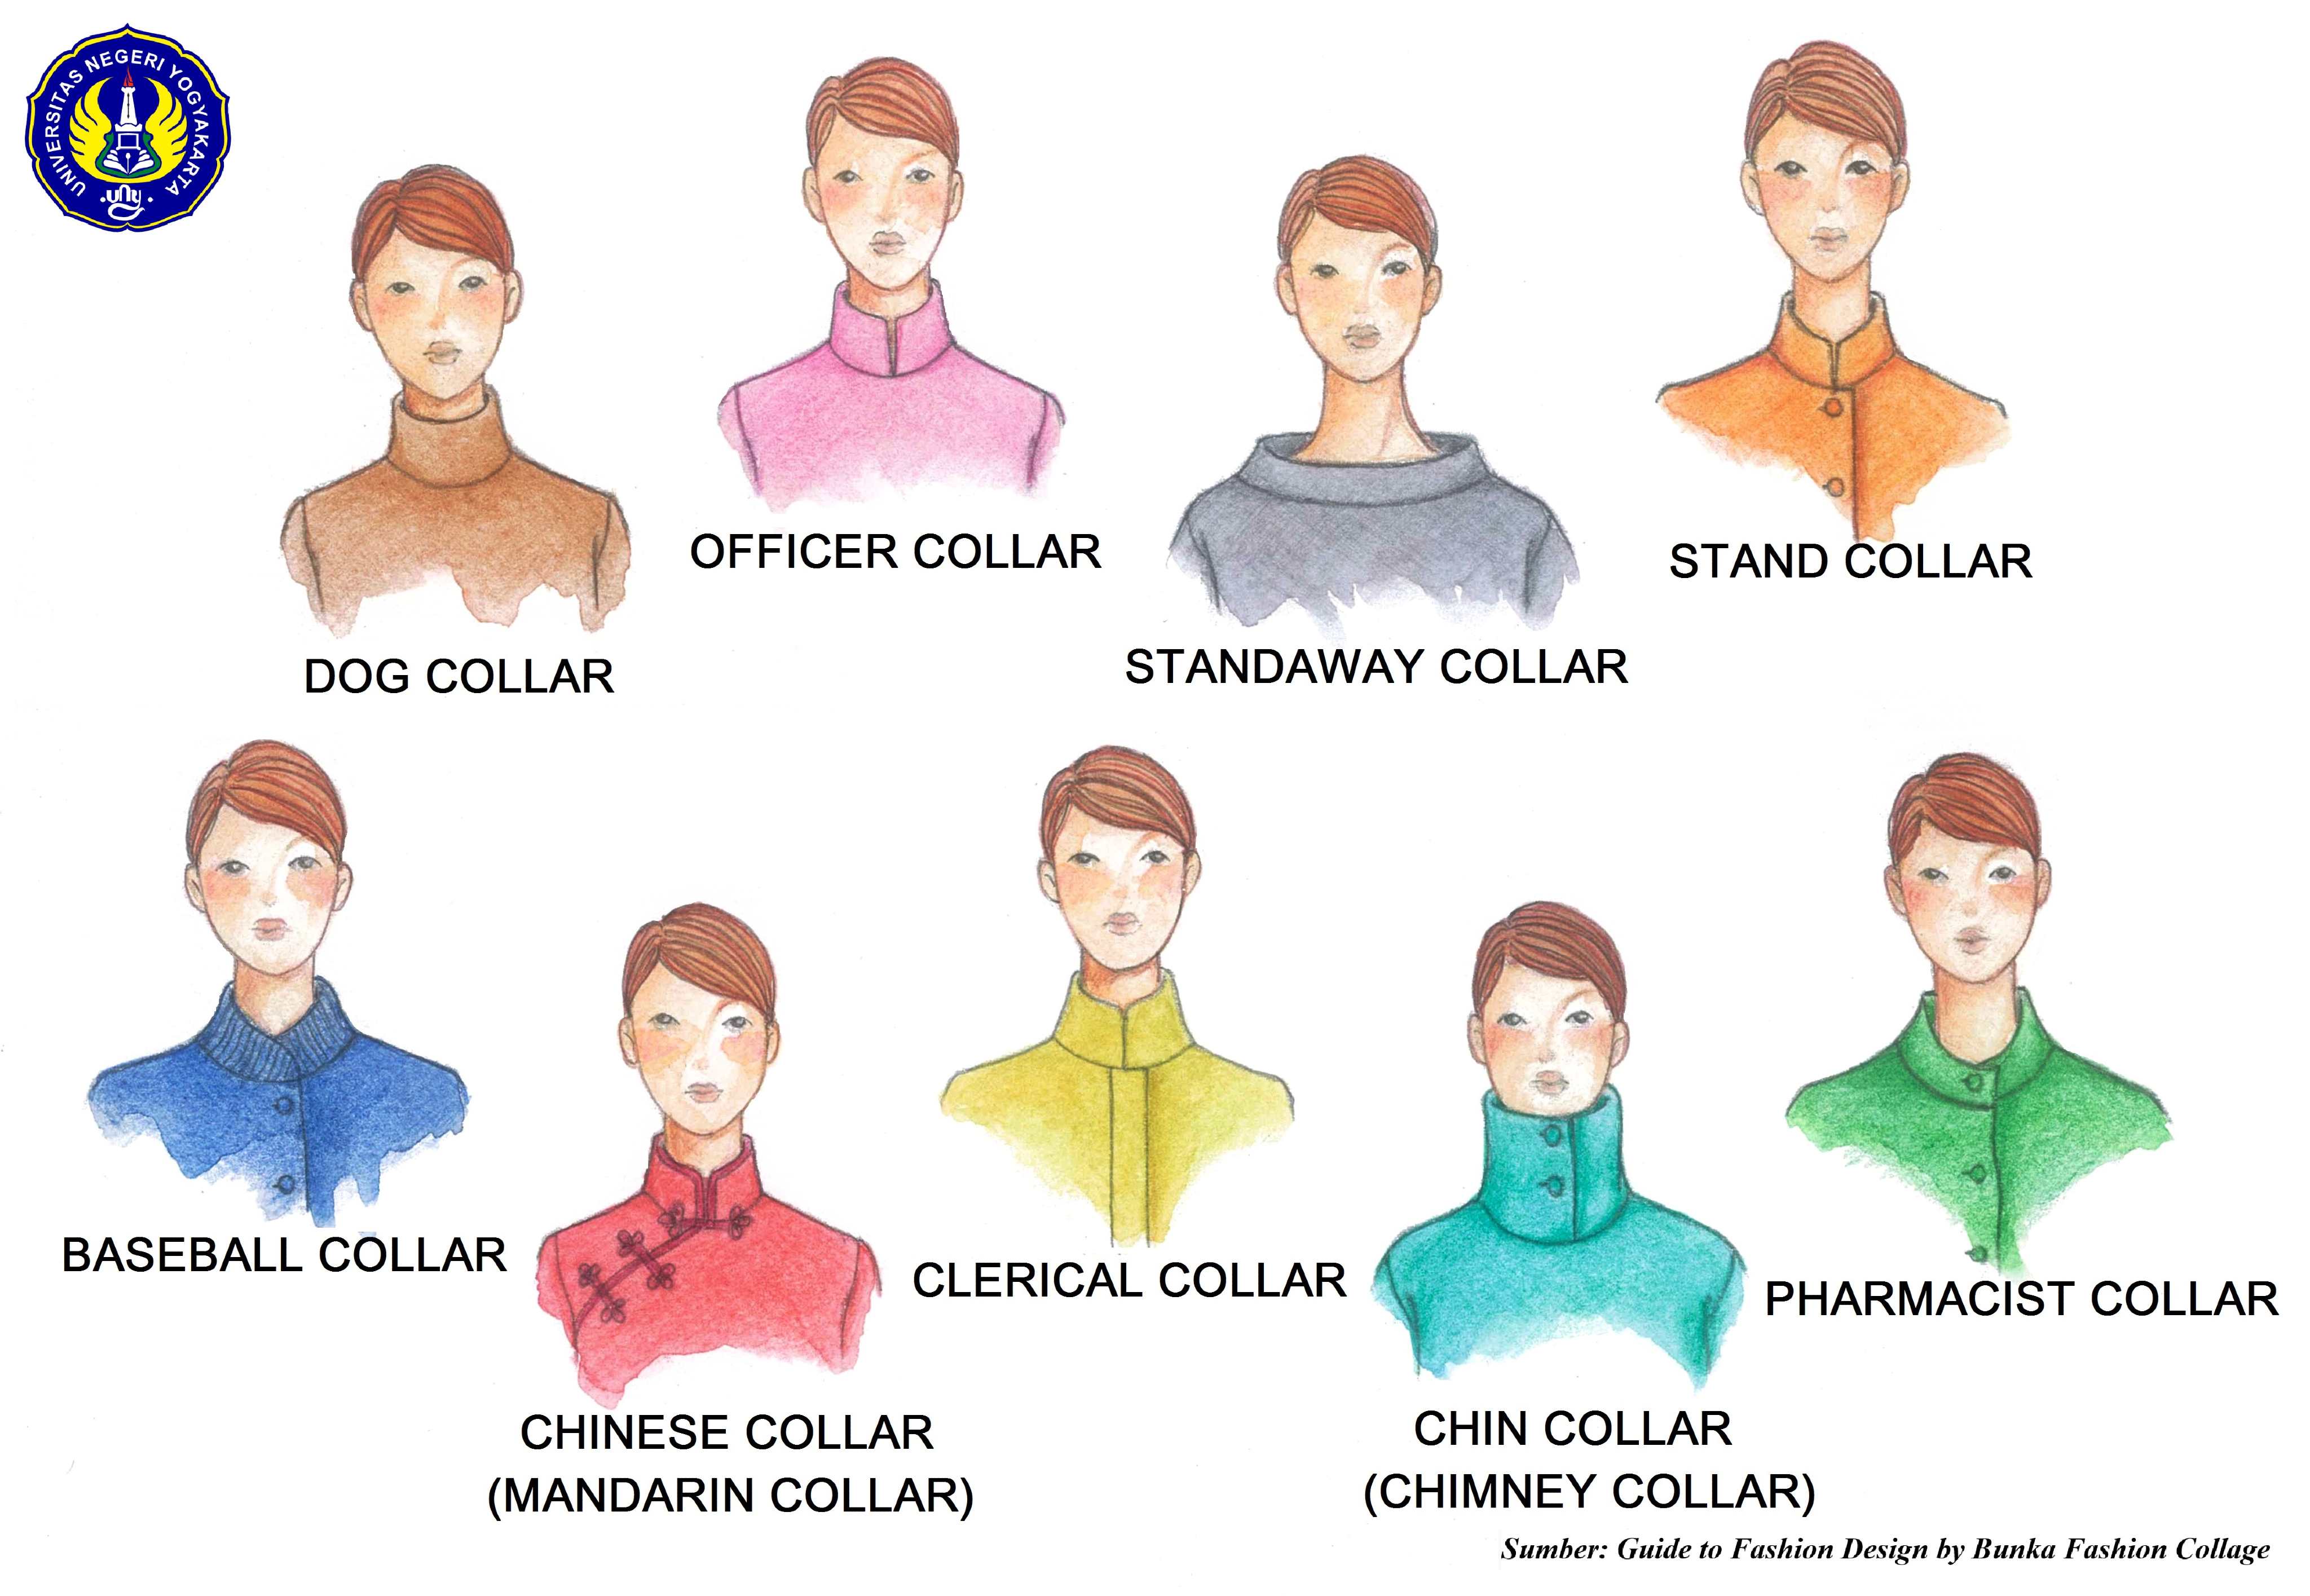 UNIVERSITAS NEGERI YOGYAKARTA
uny
OFFICER COLLAR
STAND COLLAR
DOG COLLAR
STANDAWAY COLLAR
BASEBALL COLLAR
CLERICAL COLLAR
PHARMACIST COLLAR
CHINESE COLLAR
(MANDARIN COLLAR)
CHIN COLLAR
(CHIMNEY COLLAR)
Sumber: Guide to Fashion Design by Bunka Fashion Collage